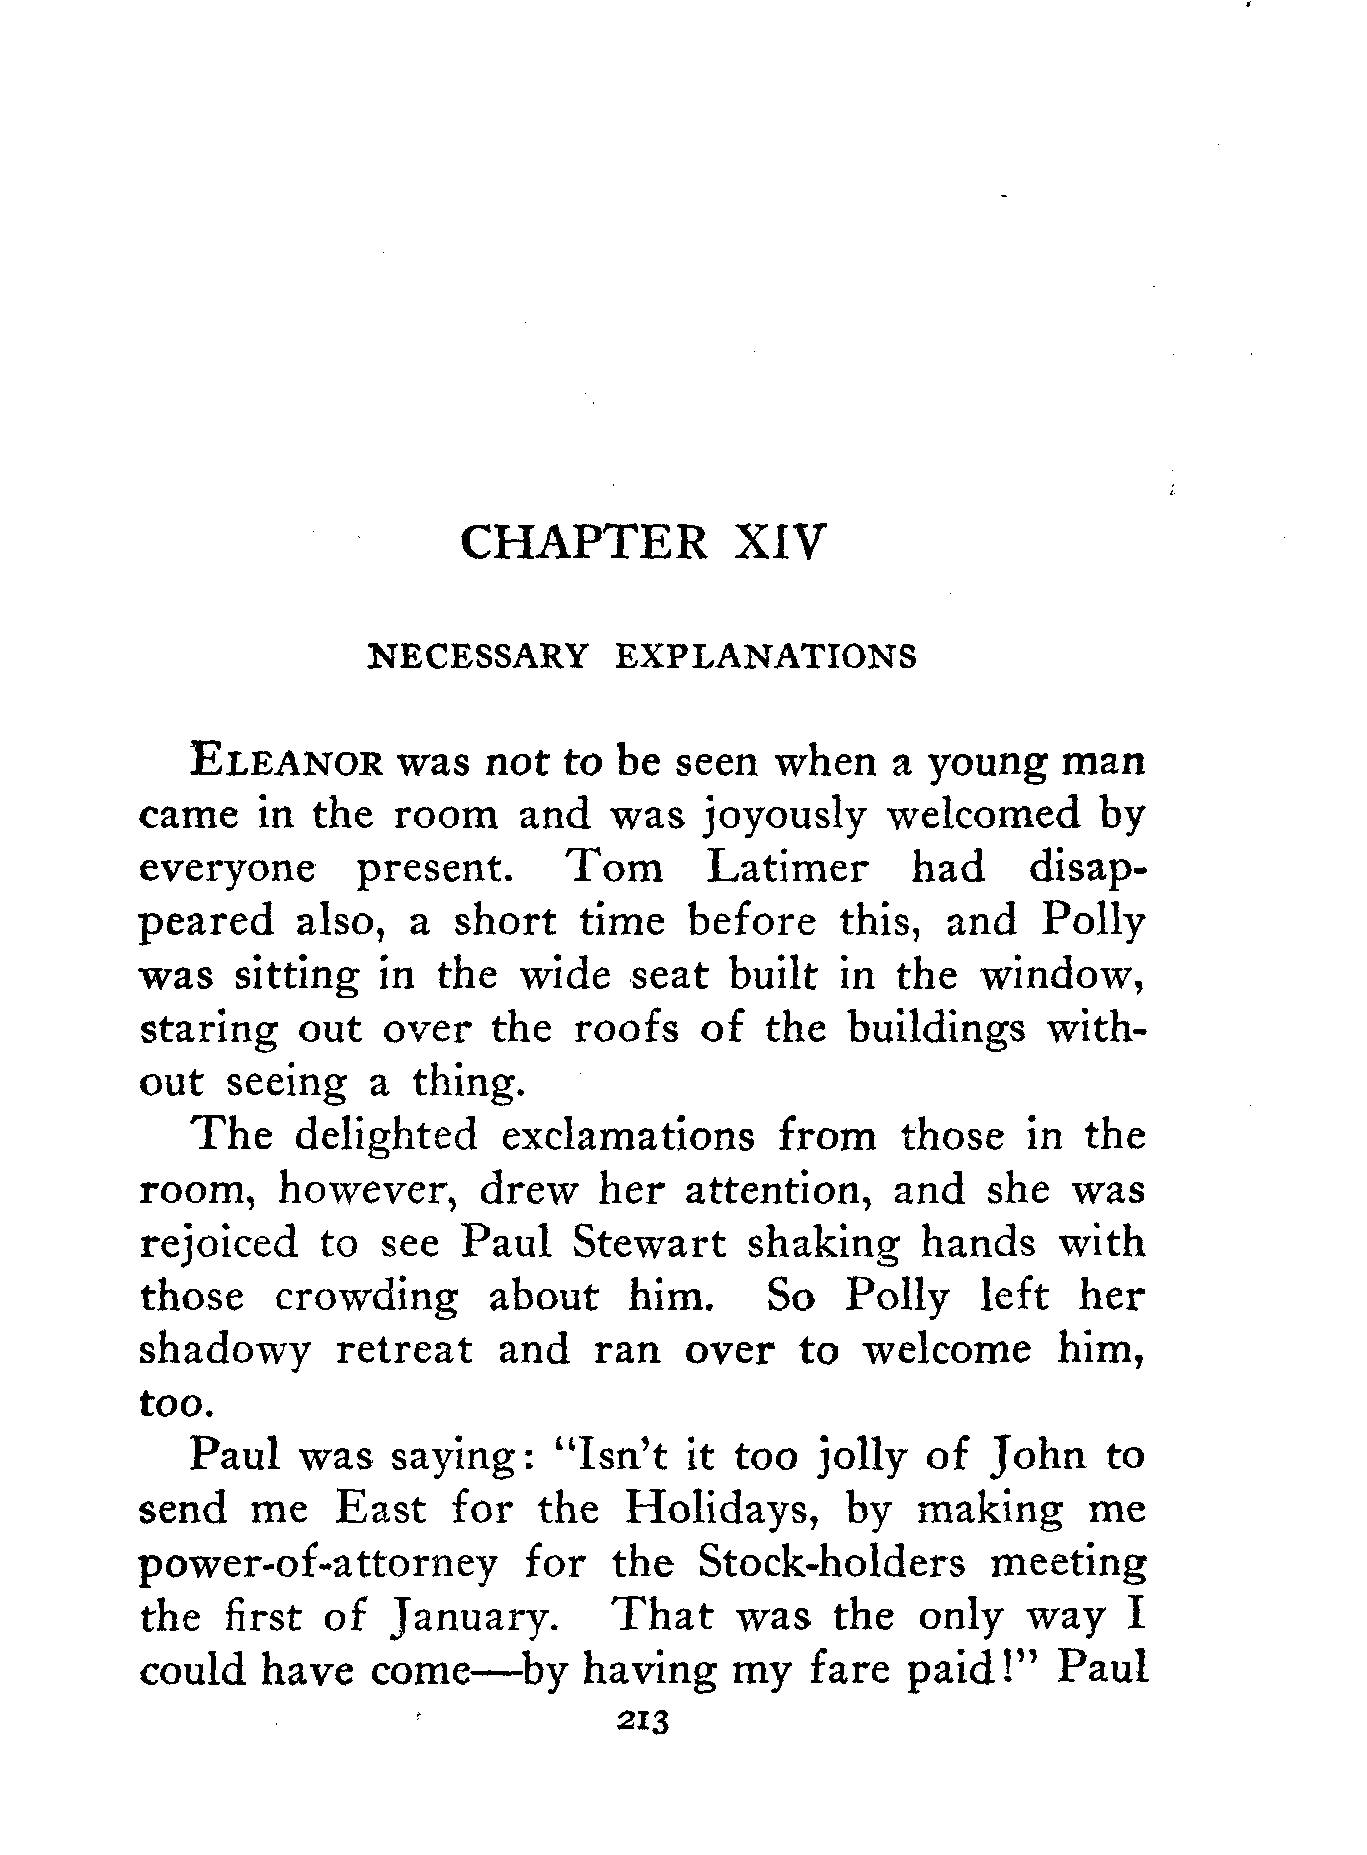 CHAPTER XIV
NECESSARY EXPLANATIONS
ELEANOR was not to be seen when a young man
came in the room and was joyously welcomed by
everyone present. Tom Latimer had disap-
peared also, a short time before this, and Polly
was sitting in the wide seat built in the window,
staring out over the roofs of the buildings with-
out seeing a thing.
The delighted exclamations from those in the
room, however, drew her attention, and she was
rejoiced to see Paul Stewart shaking hands with
those crowding about him. So Polly left her
shadowy retreat and ran over to welcome him,
too.
Paul was saying: “Isn’t it too jolly of John to
send me East for the Holidays, by making me
power-of-attorney for the Stock-holders meeting
the first of January. That was the only way I
could have come—by having my fare paid!” Paul
213